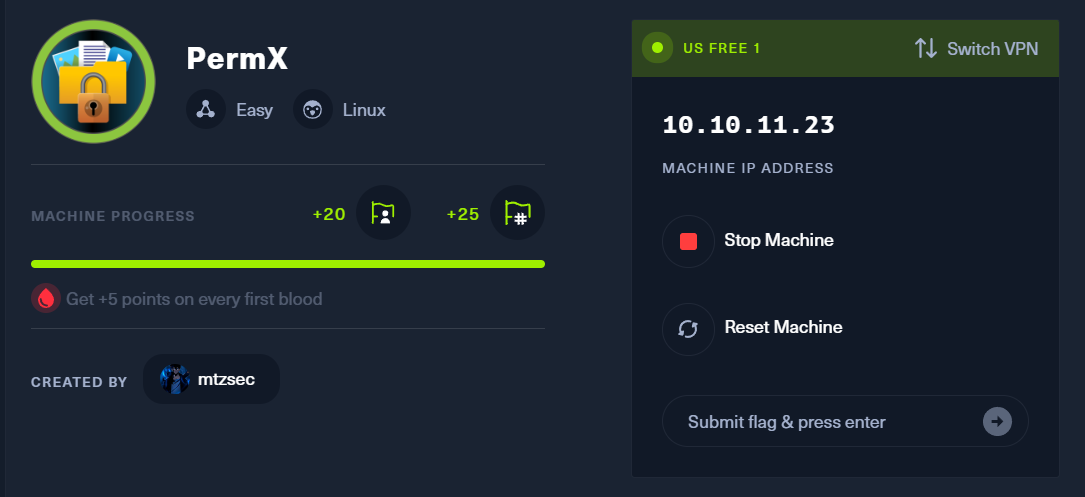 PermX
Easy Linux
MACHINE PROGRESS +20 +25
Get +5 points on every first blood
CREATED BY mtzsec
US FREE 1 Switch VPN
10.10.11.23
MACHINE IP ADDRESS
Stop Machine
Reset Machine
Submit flag & press enter